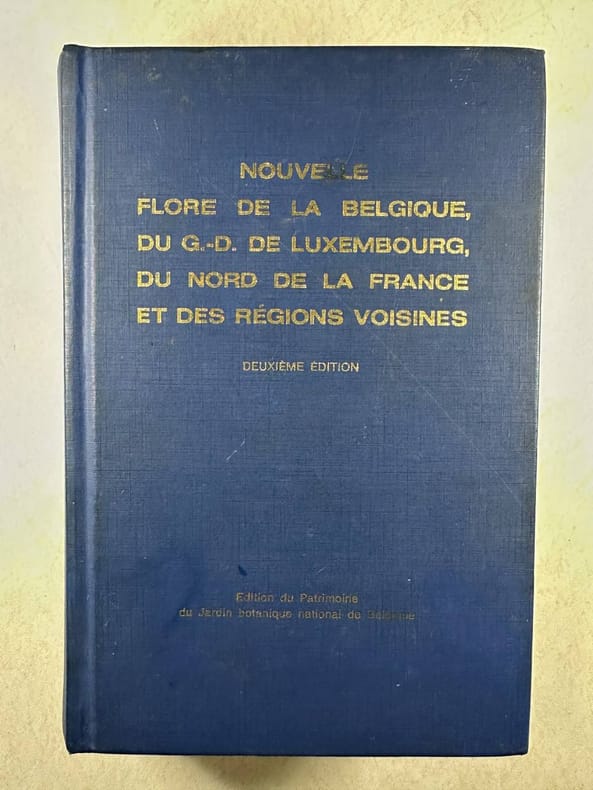 NOUVELLE
FLORE DE LA BELGIQUE,
DU G.-D. DE LUXEMBOURG,
DU NORD DE LA FRANCE
ET DES RÉGIONS VOISINES
DEUXIÈME ÉDITION
Edition du Patrimoine
du Jardin botanique national de Belgique